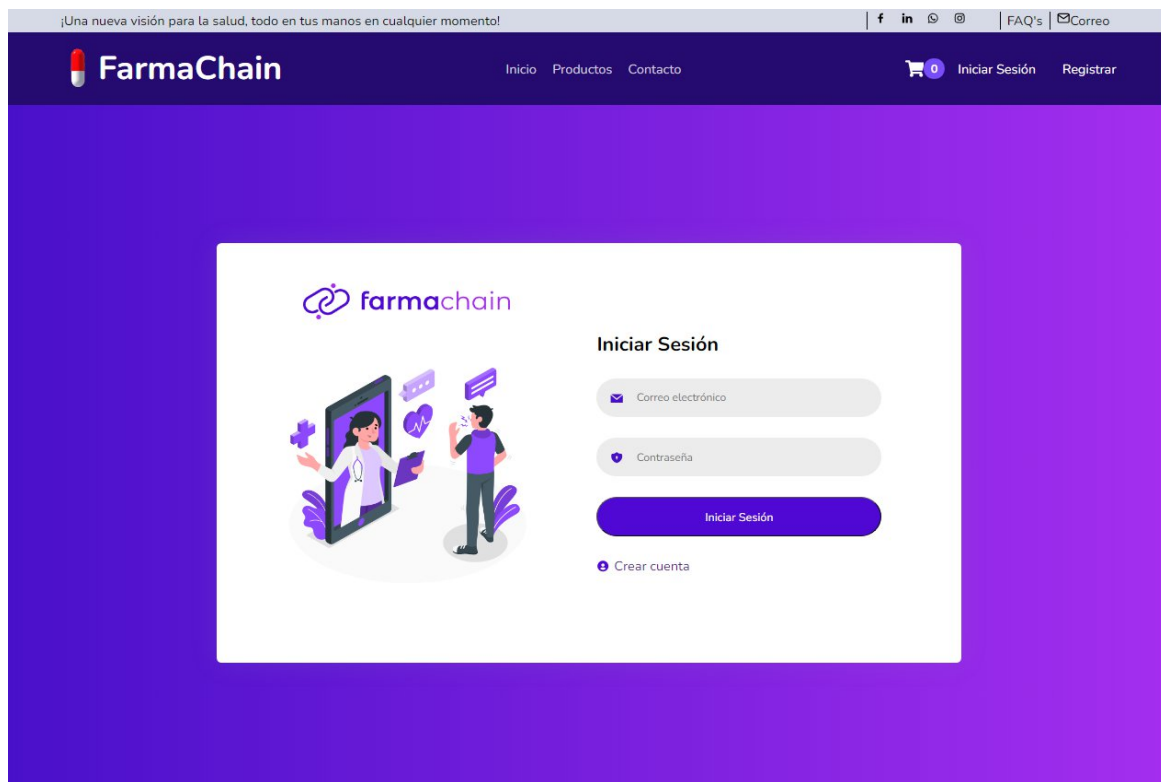 ¡Una nueva visión para la salud, todo en tus manos en cualquier momento!
FAQ's
Correo
FarmaChain
Inicio Productos Contacto
0
Iniciar Sesión
Registrar
farmachain
Iniciar Sesión
Correo electrónico
Contraseña
Iniciar Sesión
Crear cuenta